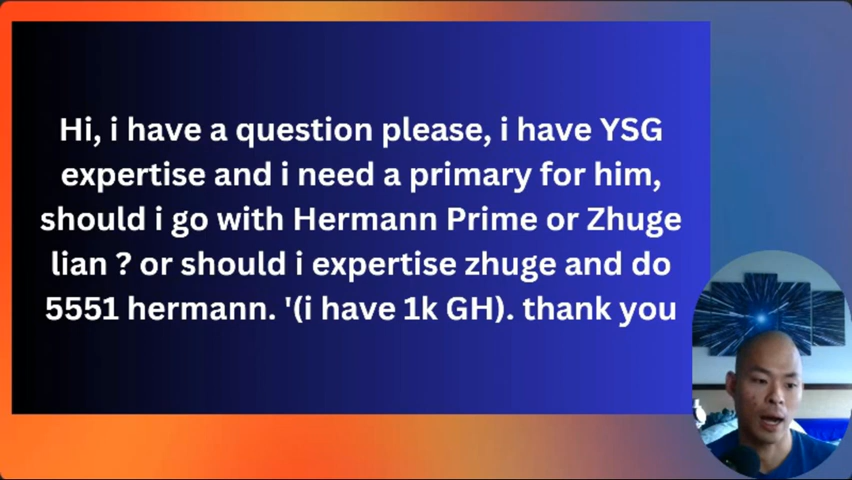 Hi, i have a question please, i have YSG
expertise and i need a primary for him,
should i go with Hermann Prime or Zhuge
lian ? or should i expertise zhuge and do
5551 hermann. '(i have 1k GH). thank you